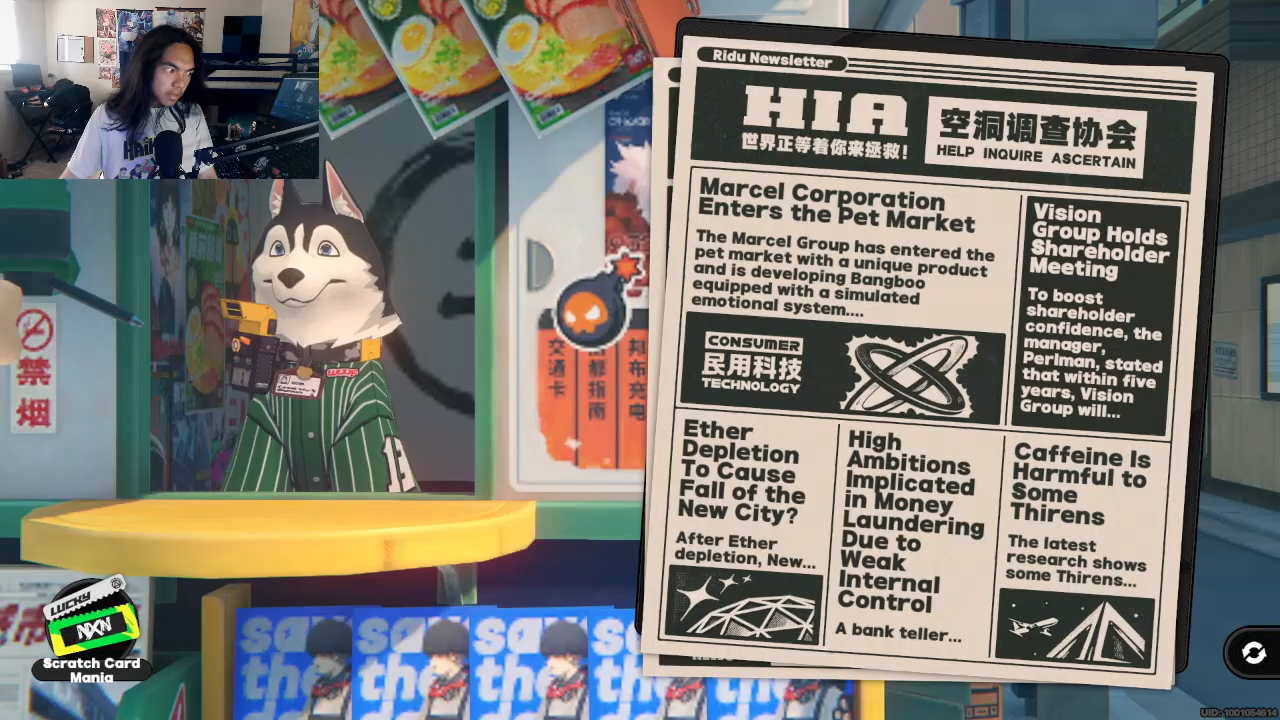 Ridu Newsletter
HIA
世界正等着你来拯救!
空洞调查协会
HELP INQUIRE ASCERTAIN
Marcel Corporation
Enters the Pet Market
The Marcel Group has entered the
pet market with a unique product
and is developing Bangboo
equipped with a simulated
emotional system....
Vision
Group Holds
Shareholder
Meeting
To boost
shareholder
confidence, the
manager,
Perlman, stated
that within five
years, Vision
Group will...
CONSUMER
民用科技
TECHNOLOGY
Ether
Depletion
To Cause
Fall of the
New City?
After Ether
depletion, New...
High
Ambitions
Implicated
in Money
Laundering
Due to
Weak
Internal
Control
A bank teller...
Caffeine Is
Harmful to
Some
Thirens
The latest
research shows
some Thirens...
禁
烟
交通卡
都指南
邦布充电
LUCKY
NXN
Scratch Card
Mania
UID: 1001054614